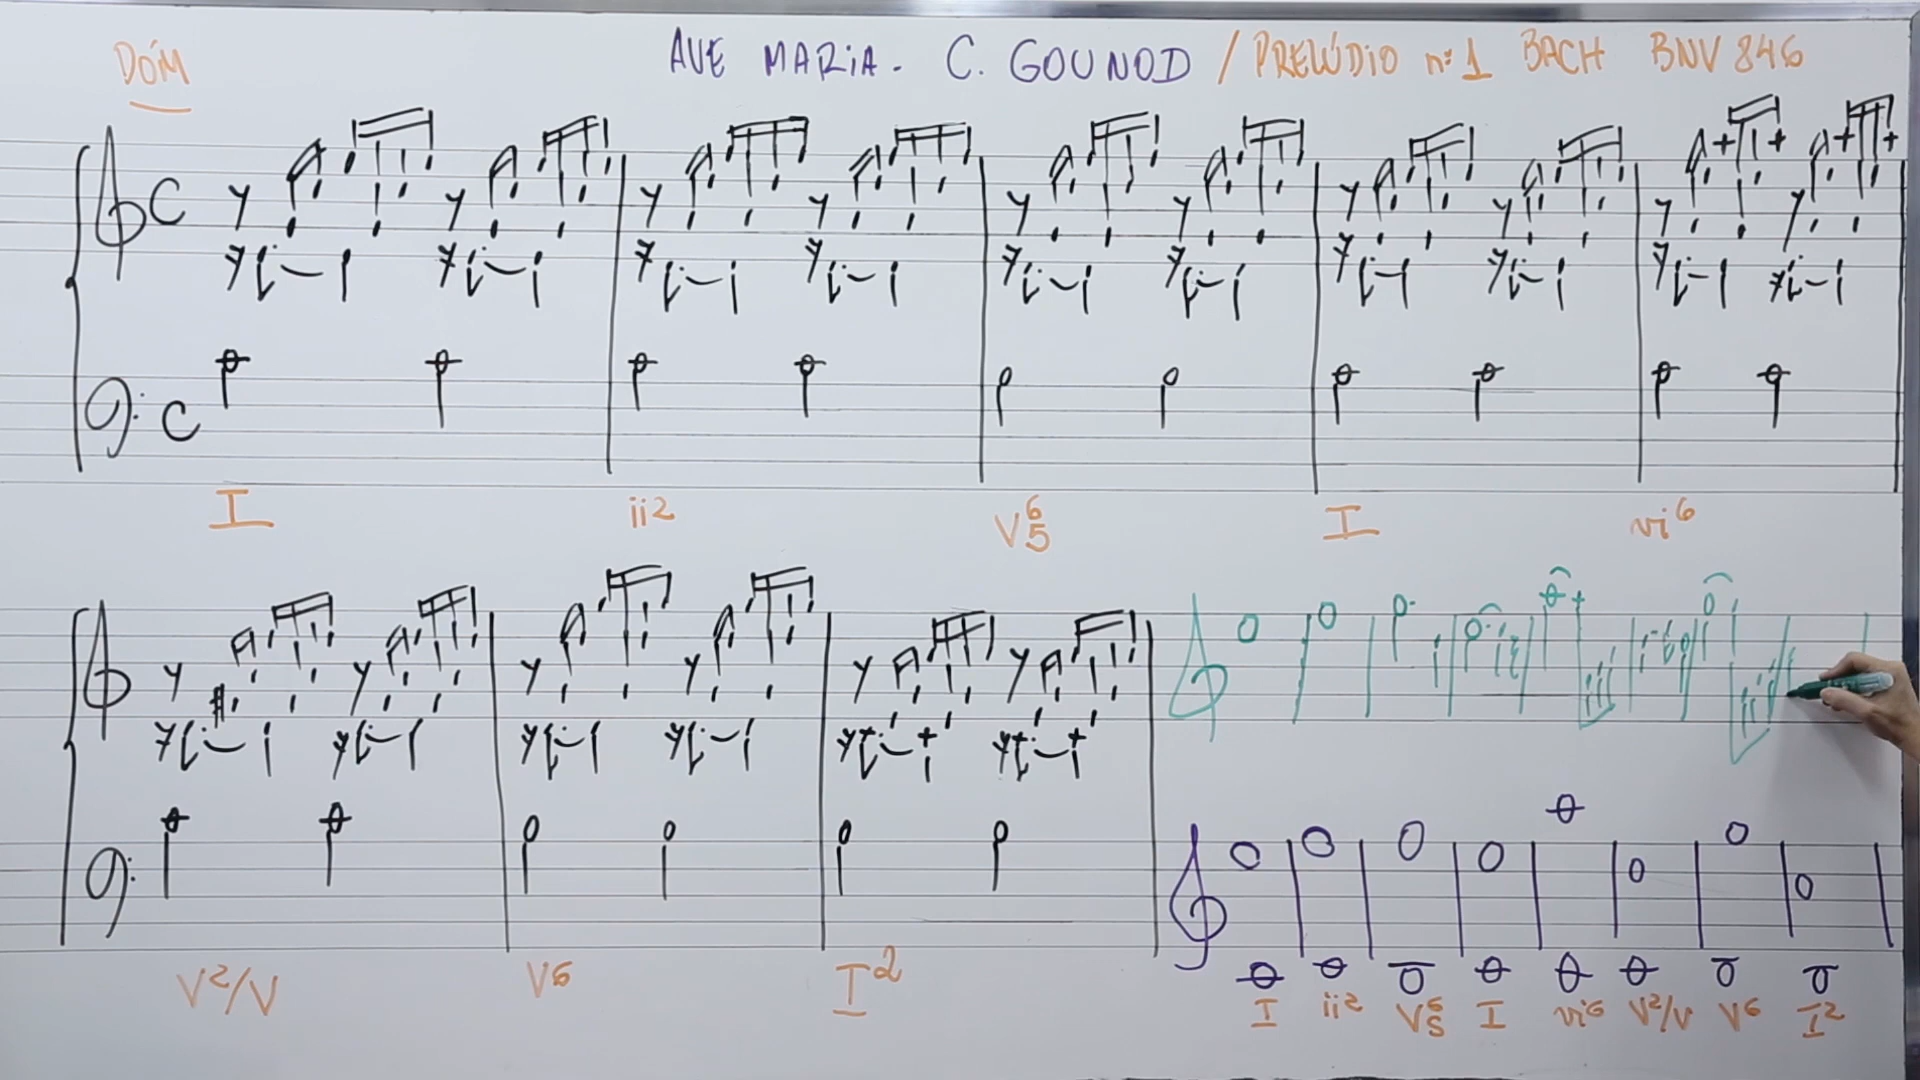 DÓM
AVE MARIA. C. GOUNOD / PRELÚDIO nº 1 BACH BNV 846
I ii2 V6 5 I vi6
V2/V V6 I2
I ii2 V6 5 I vi6 V2/V V6 I2